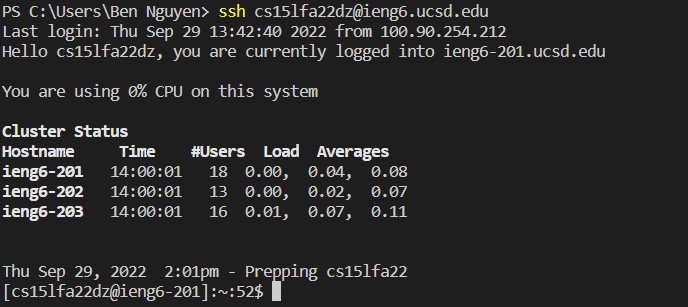 PS C:\Users\Ben Nguyen> ssh cs15lfa22dz@ieng6.ucsd.edu
Last login: Thu Sep 29 13:42:40 2022 from 100.90.254.212
Hello cs15lfa22dz, you are currently logged into ieng6-201.ucsd.edu
You are using 0% CPU on this system
Cluster Status
Hostname     Time    #Users  Load  Averages
ieng6-201   14:00:01   18  0.00,  0.04,  0.08
ieng6-202   14:00:01   13  0.00,  0.02,  0.07
ieng6-203   14:00:01   16  0.01,  0.07,  0.11
Thu Sep 29, 2022  2:01pm - Prepping cs15lfa22
[cs15lfa22dz@ieng6-201]:~:52$